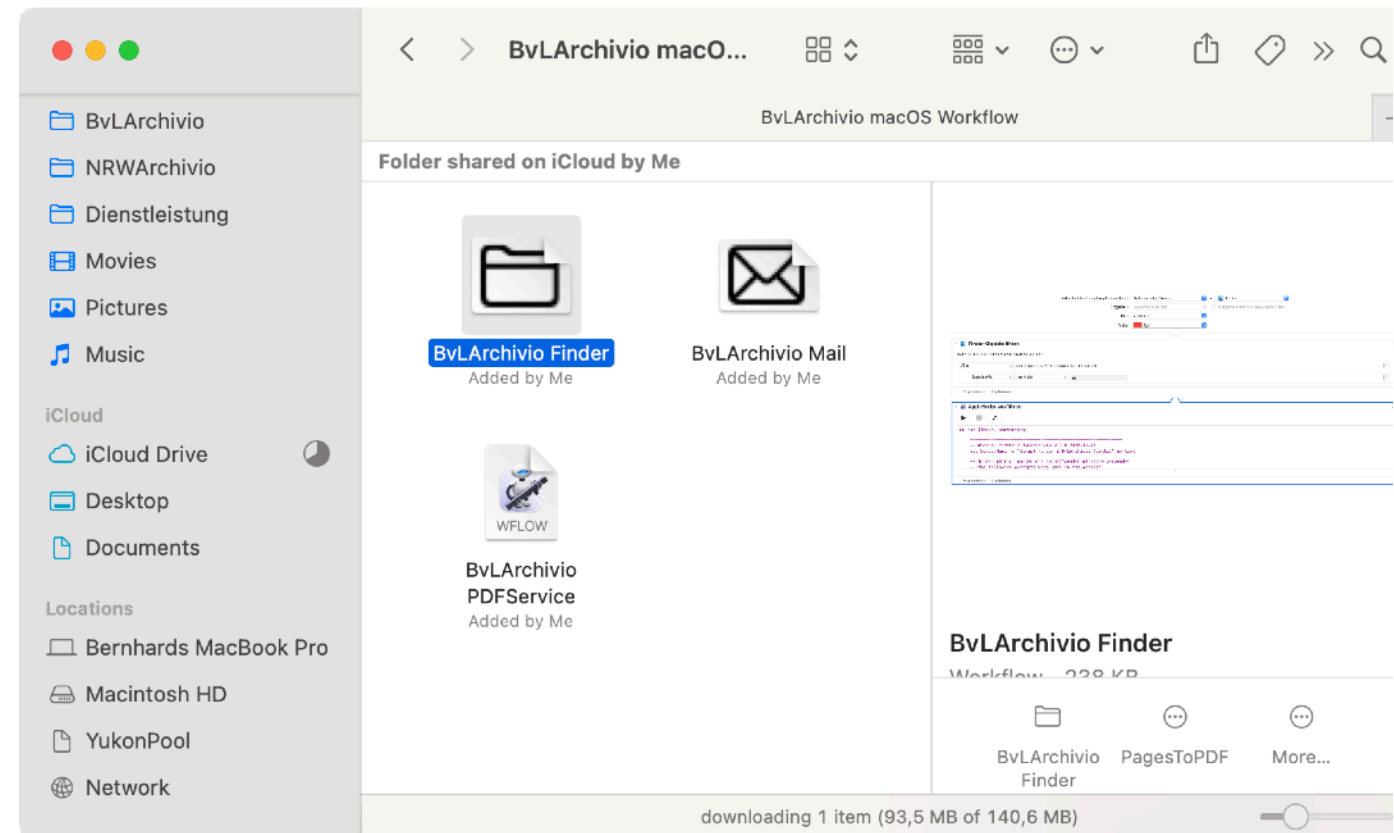 BvLArchivio macO...
BvLArchivio macOS Workflow
BvLArchivio
NRWArchivio
Dienstleistung
Movies
Pictures
Music
iCloud
iCloud Drive
Desktop
Documents
Locations
Bernhards MacBook Pro
Macintosh HD
YukonPool
Network
Folder shared on iCloud by Me
BvLArchivio Finder
Added by Me
BvLArchivio Mail
Added by Me
WFLOW
BvLArchivio
PDFService
Added by Me
BvLArchivio Finder
Workflow - 238 KB
BvLArchivio
Finder
PagesToPDF
More...
downloading 1 item (93,5 MB of 140,6 MB)